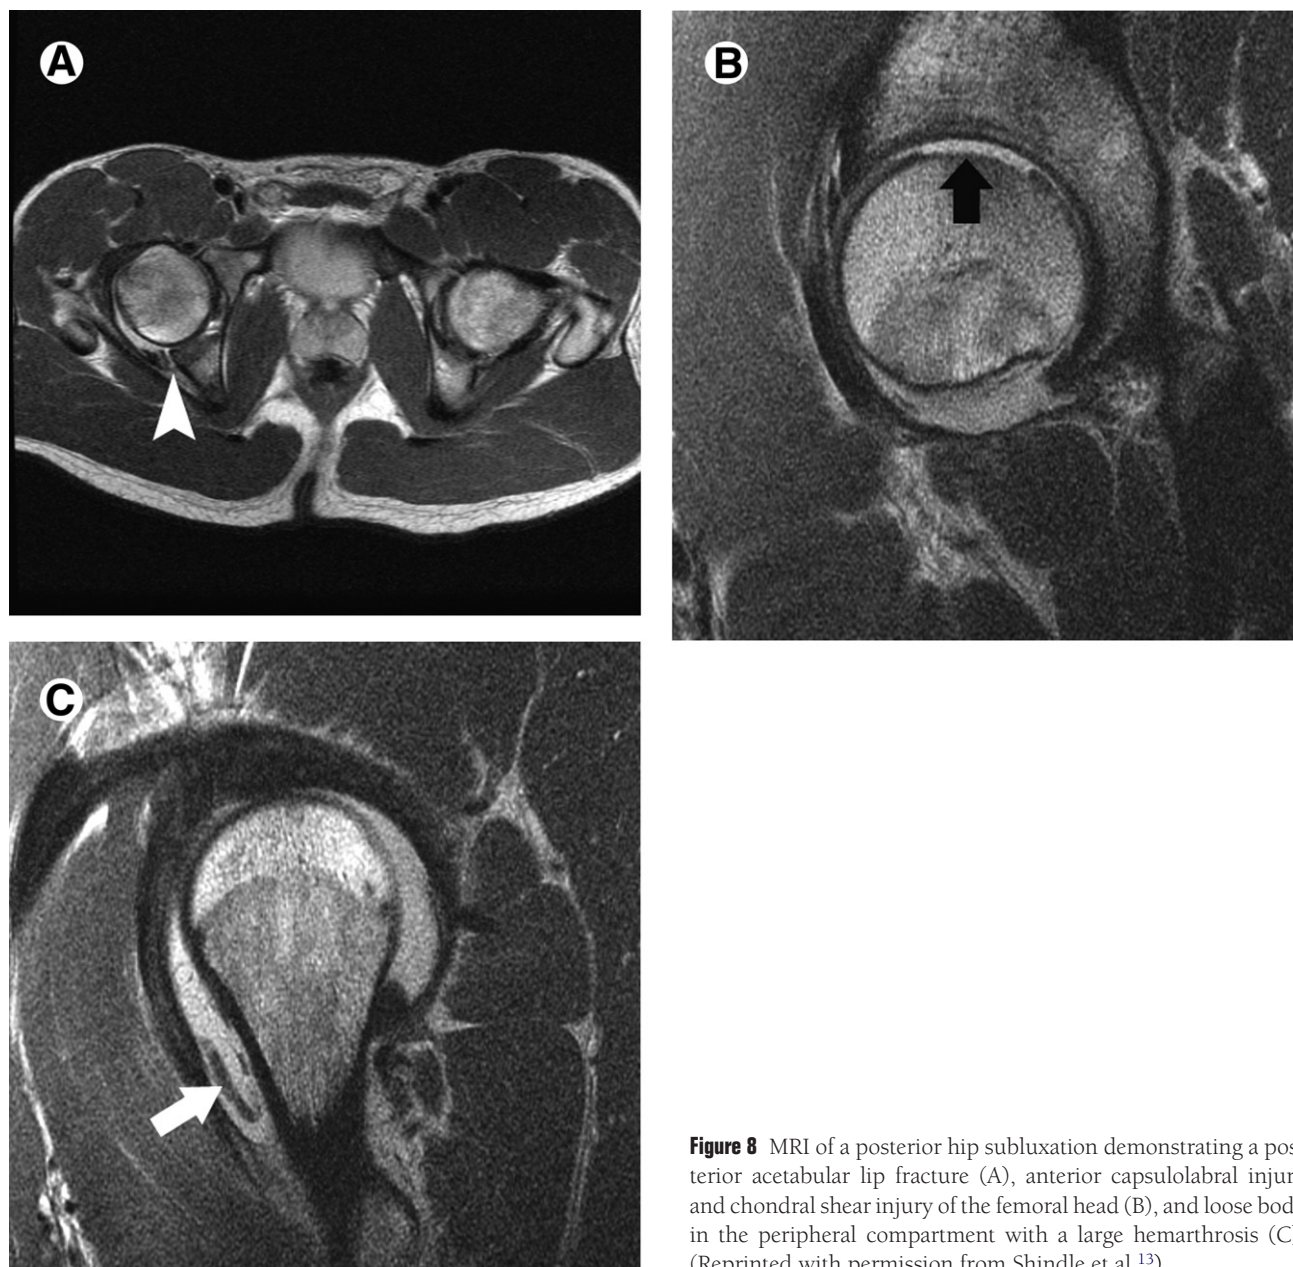 A
B
C
Figure 8 MRI of a posterior hip subluxation demonstrating a pos
terior acetabular lip fracture (A), anterior capsulolabral injur
and chondral shear injury of the femoral head (B), and loose bod
in the peripheral compartment with a large hemarthrosis (C)
(Reprinted with permission from Shindle et al.13)